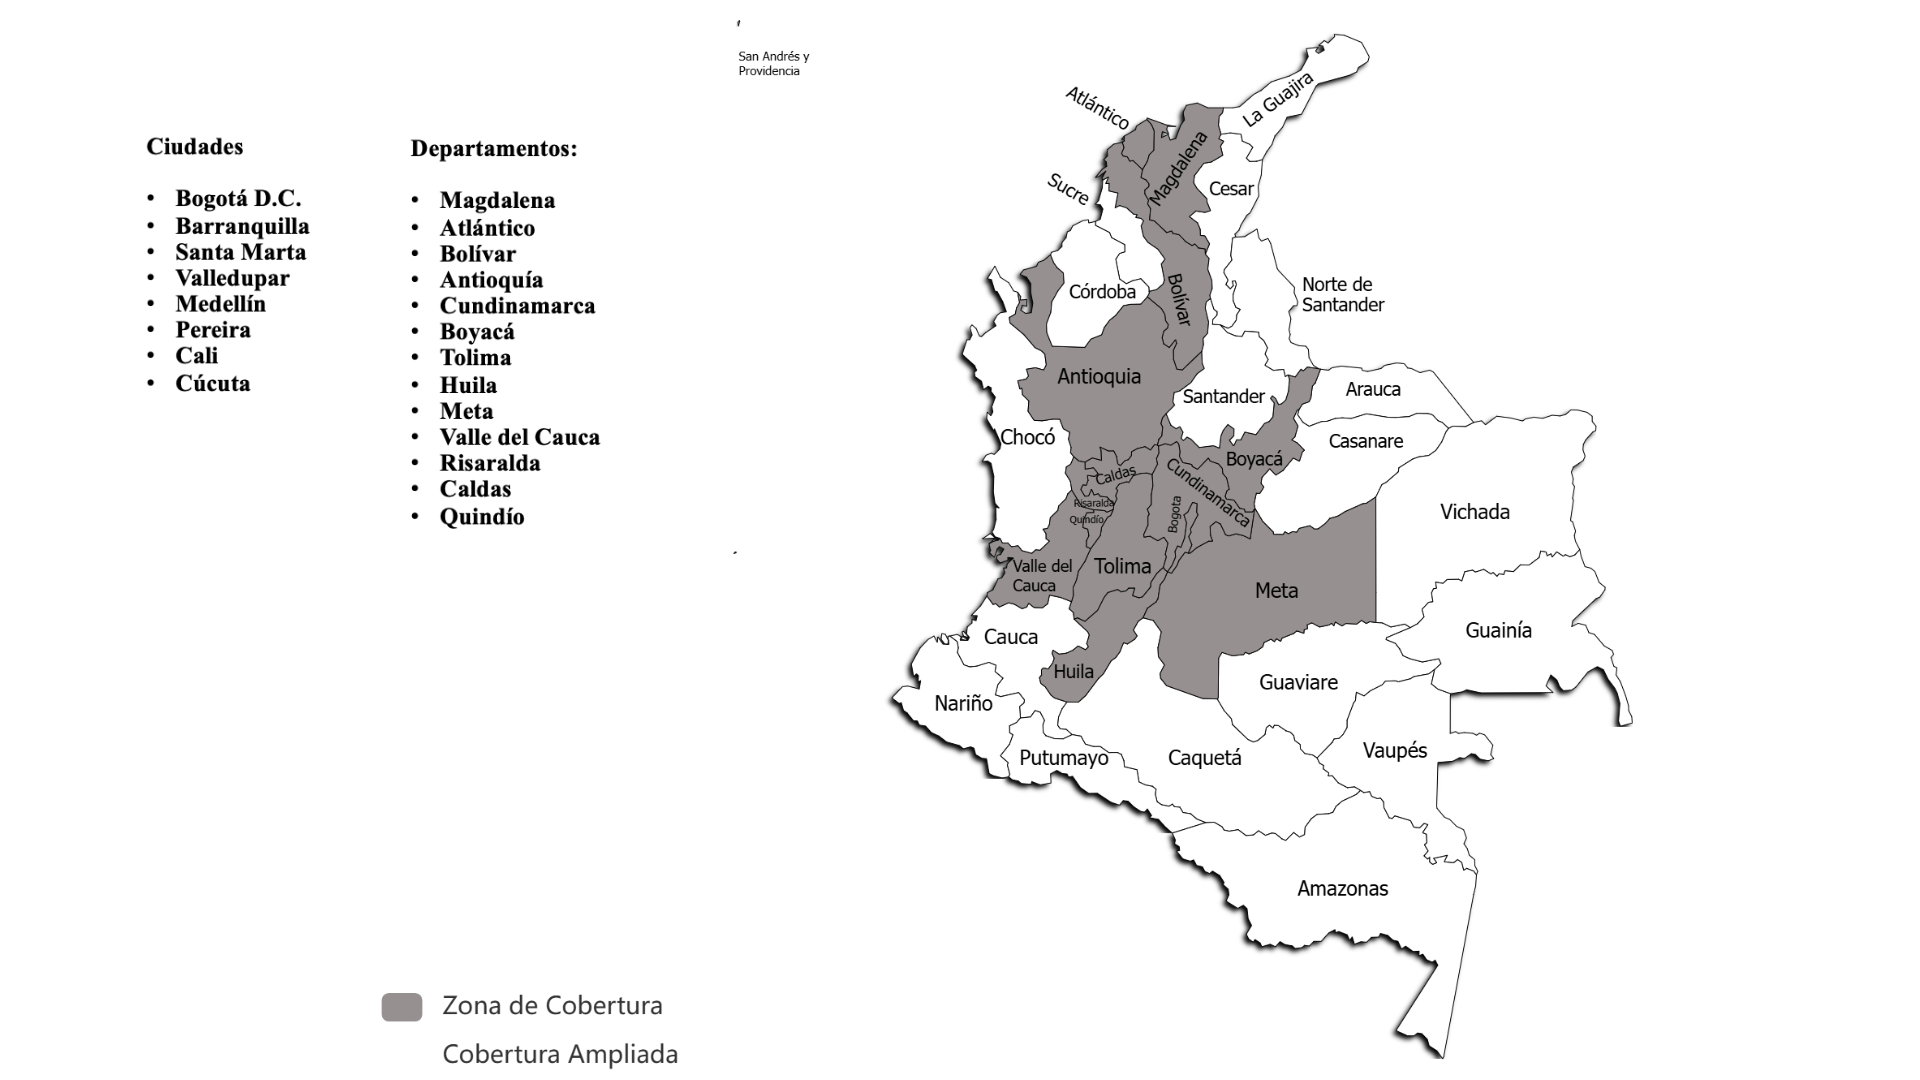 Ciudades
• Bogotá D.C.
• Barranquilla
• Santa Marta
• Valledupar
• Medellín
• Pereira
• Cali
• Cúcuta
Departamentos:
• Magdalena
• Atlántico
• Bolívar
• Antioquía
• Cundinamarca
• Boyacá
• Tolima
• Huila
• Meta
• Valle del Cauca
• Risaralda
• Caldas
• Quindío
San Andrés y
Providencia
La Guajira
Atlántico
Magdalena
Sucre
Cesar
Norte de
Santander
Córdoba
Bolívar
Antioquia
Santander
Arauca
Chocó
Casanare
Boyacá
Caldas
Cundinamarca
Risaralda
Quindío
Bogota
Vichada
Valle del
Cauca
Tolima
Meta
Guainía
Cauca
Huila
Guaviare
Nariño
Putumayo
Caquetá
Vaupés
Amazonas
Zona de Cobertura
Cobertura Ampliada